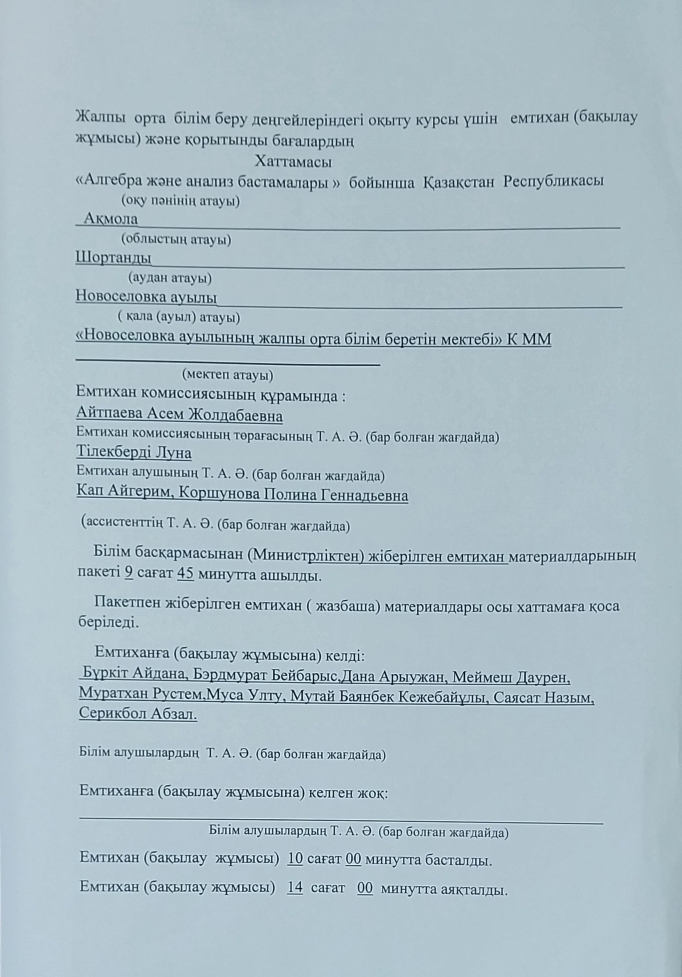 Жалпы орта білім беру деңгейлеріндегі оқыту курсы үшін емтихан (бақылау
жұмысы) және қорытынды бағалардың
Хаттамасы
«Алгебра және анализ бастамалары » бойынша Қазақстан Республикасы
(оқу пәнінің атауы)
Ақмола
(облыстың атауы)
Шортанды
(аудан атауы)
Новоселовка ауылы
( қала (ауыл) атауы)
«Новоселовка ауылының жалпы орта білім беретін мектебі» К ММ
(мектеп атауы)
Емтихан комиссиясының құрамында :
Айтпаева Асем Жолдабаевна
Емтихан комиссиясының төрағасының Т. А. Ә. (бар болған жағдайда)
Тілекберді Луна
Емтихан алушының Т. А. Ә. (бар болған жағдайда)
Кап Айгерим, Коршунова Полина Геннадьевна
(ассистенттің Т. А. Ә. (бар болған жағдайда)
Білім басқармасынан (Министрліктен) жіберілген емтихан материалдарының
пакеті 9 сағат 45 минутта ашылды.
Пакетпен жіберілген емтихан ( жазбаша) материалдары осы хаттамаға қоса
беріледі.
Емтиханға (бақылау жұмысына) келді:
Бүркіт Айдана, Бэрдмурат Бейбарыс,Дана Арыужан, Меймеш Даурен,
Муратхан Рустем,Муса Улту, Мутай Баянбек Кежебайұлы, Саясат Назым,
Серикбол Абзал.
Білім алушылардың Т. А. Ә. (бар болған жағдайда)
Емтиханға (бақылау жұмысына) келген жоқ:
Білім алушылардың Т. А. Ә. (бар болған жағдайда)
Емтихан (бақылау жұмысы) 10 сағат 00 минутта басталды.
Емтихан (бақылау жұмысы) 14 сағат 00 минутта аяқталды.